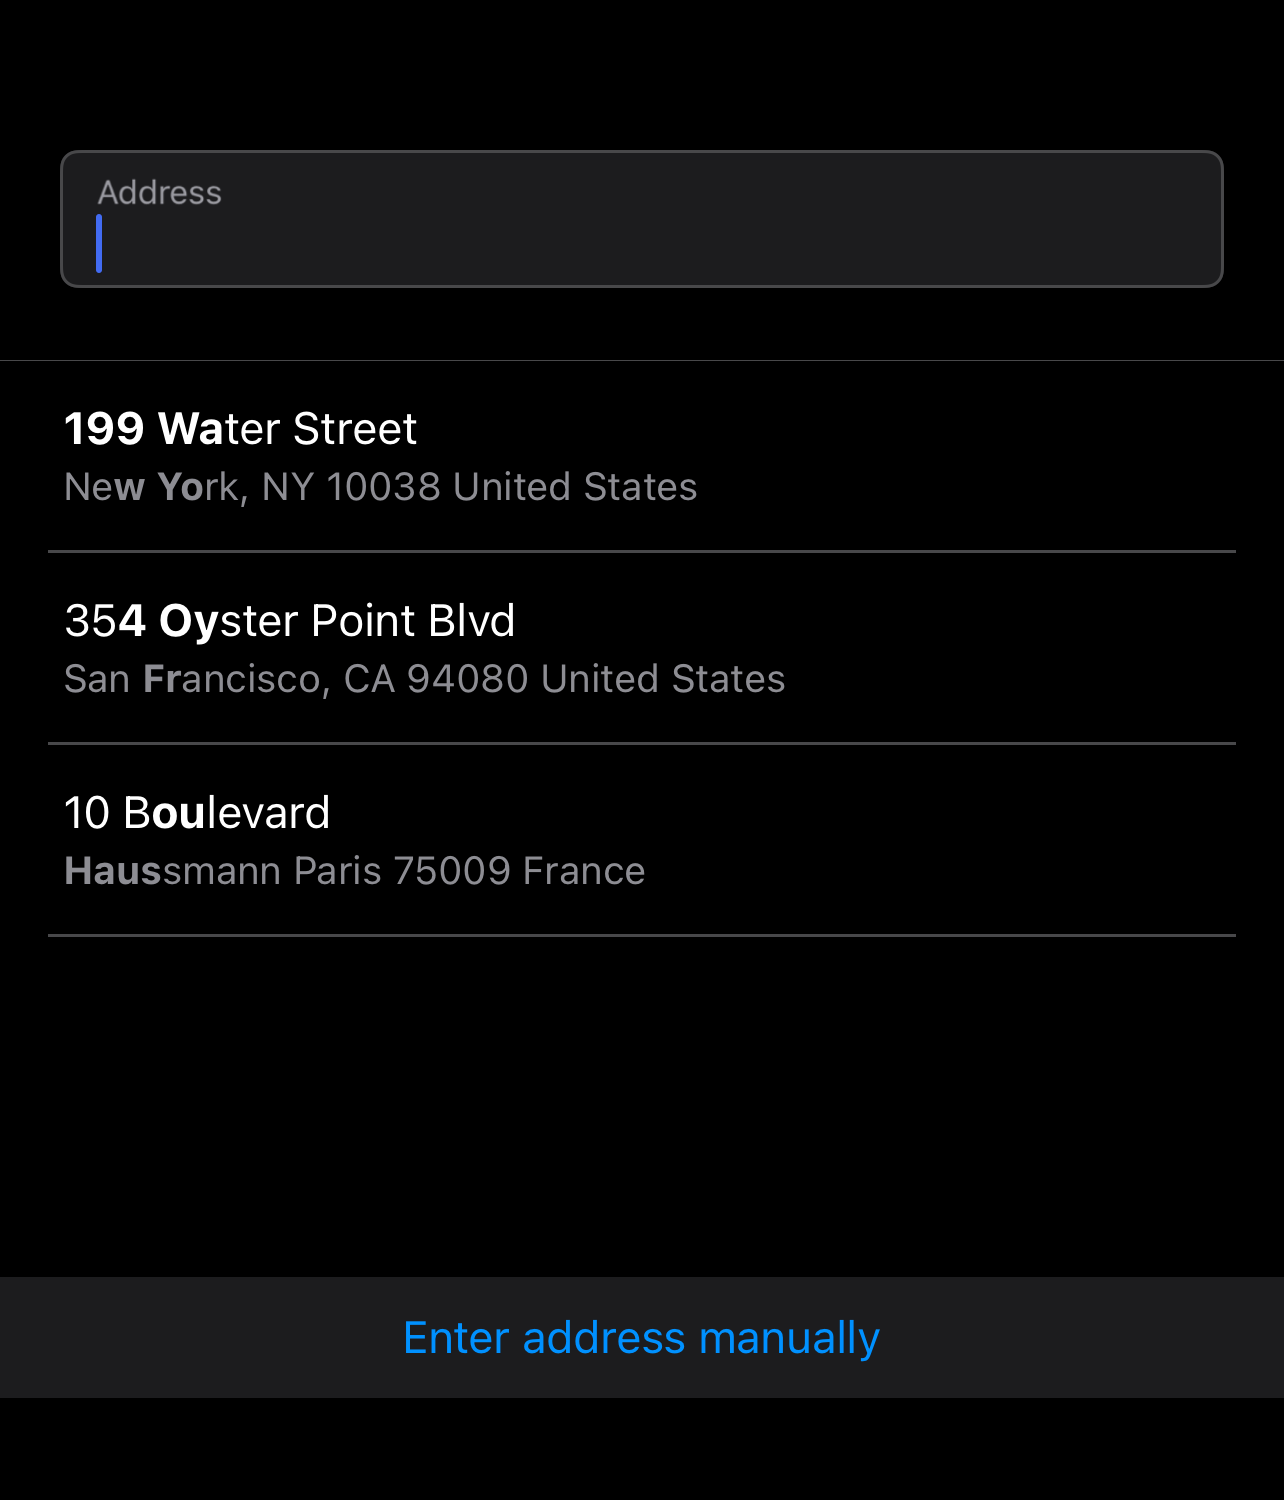 Address
199 Water Street
New York, NY 10038 United States
354 Oyster Point Blvd
San Francisco, CA 94080 United States
10 Boulevard
Haussmann Paris 75009 France
Enter address manually